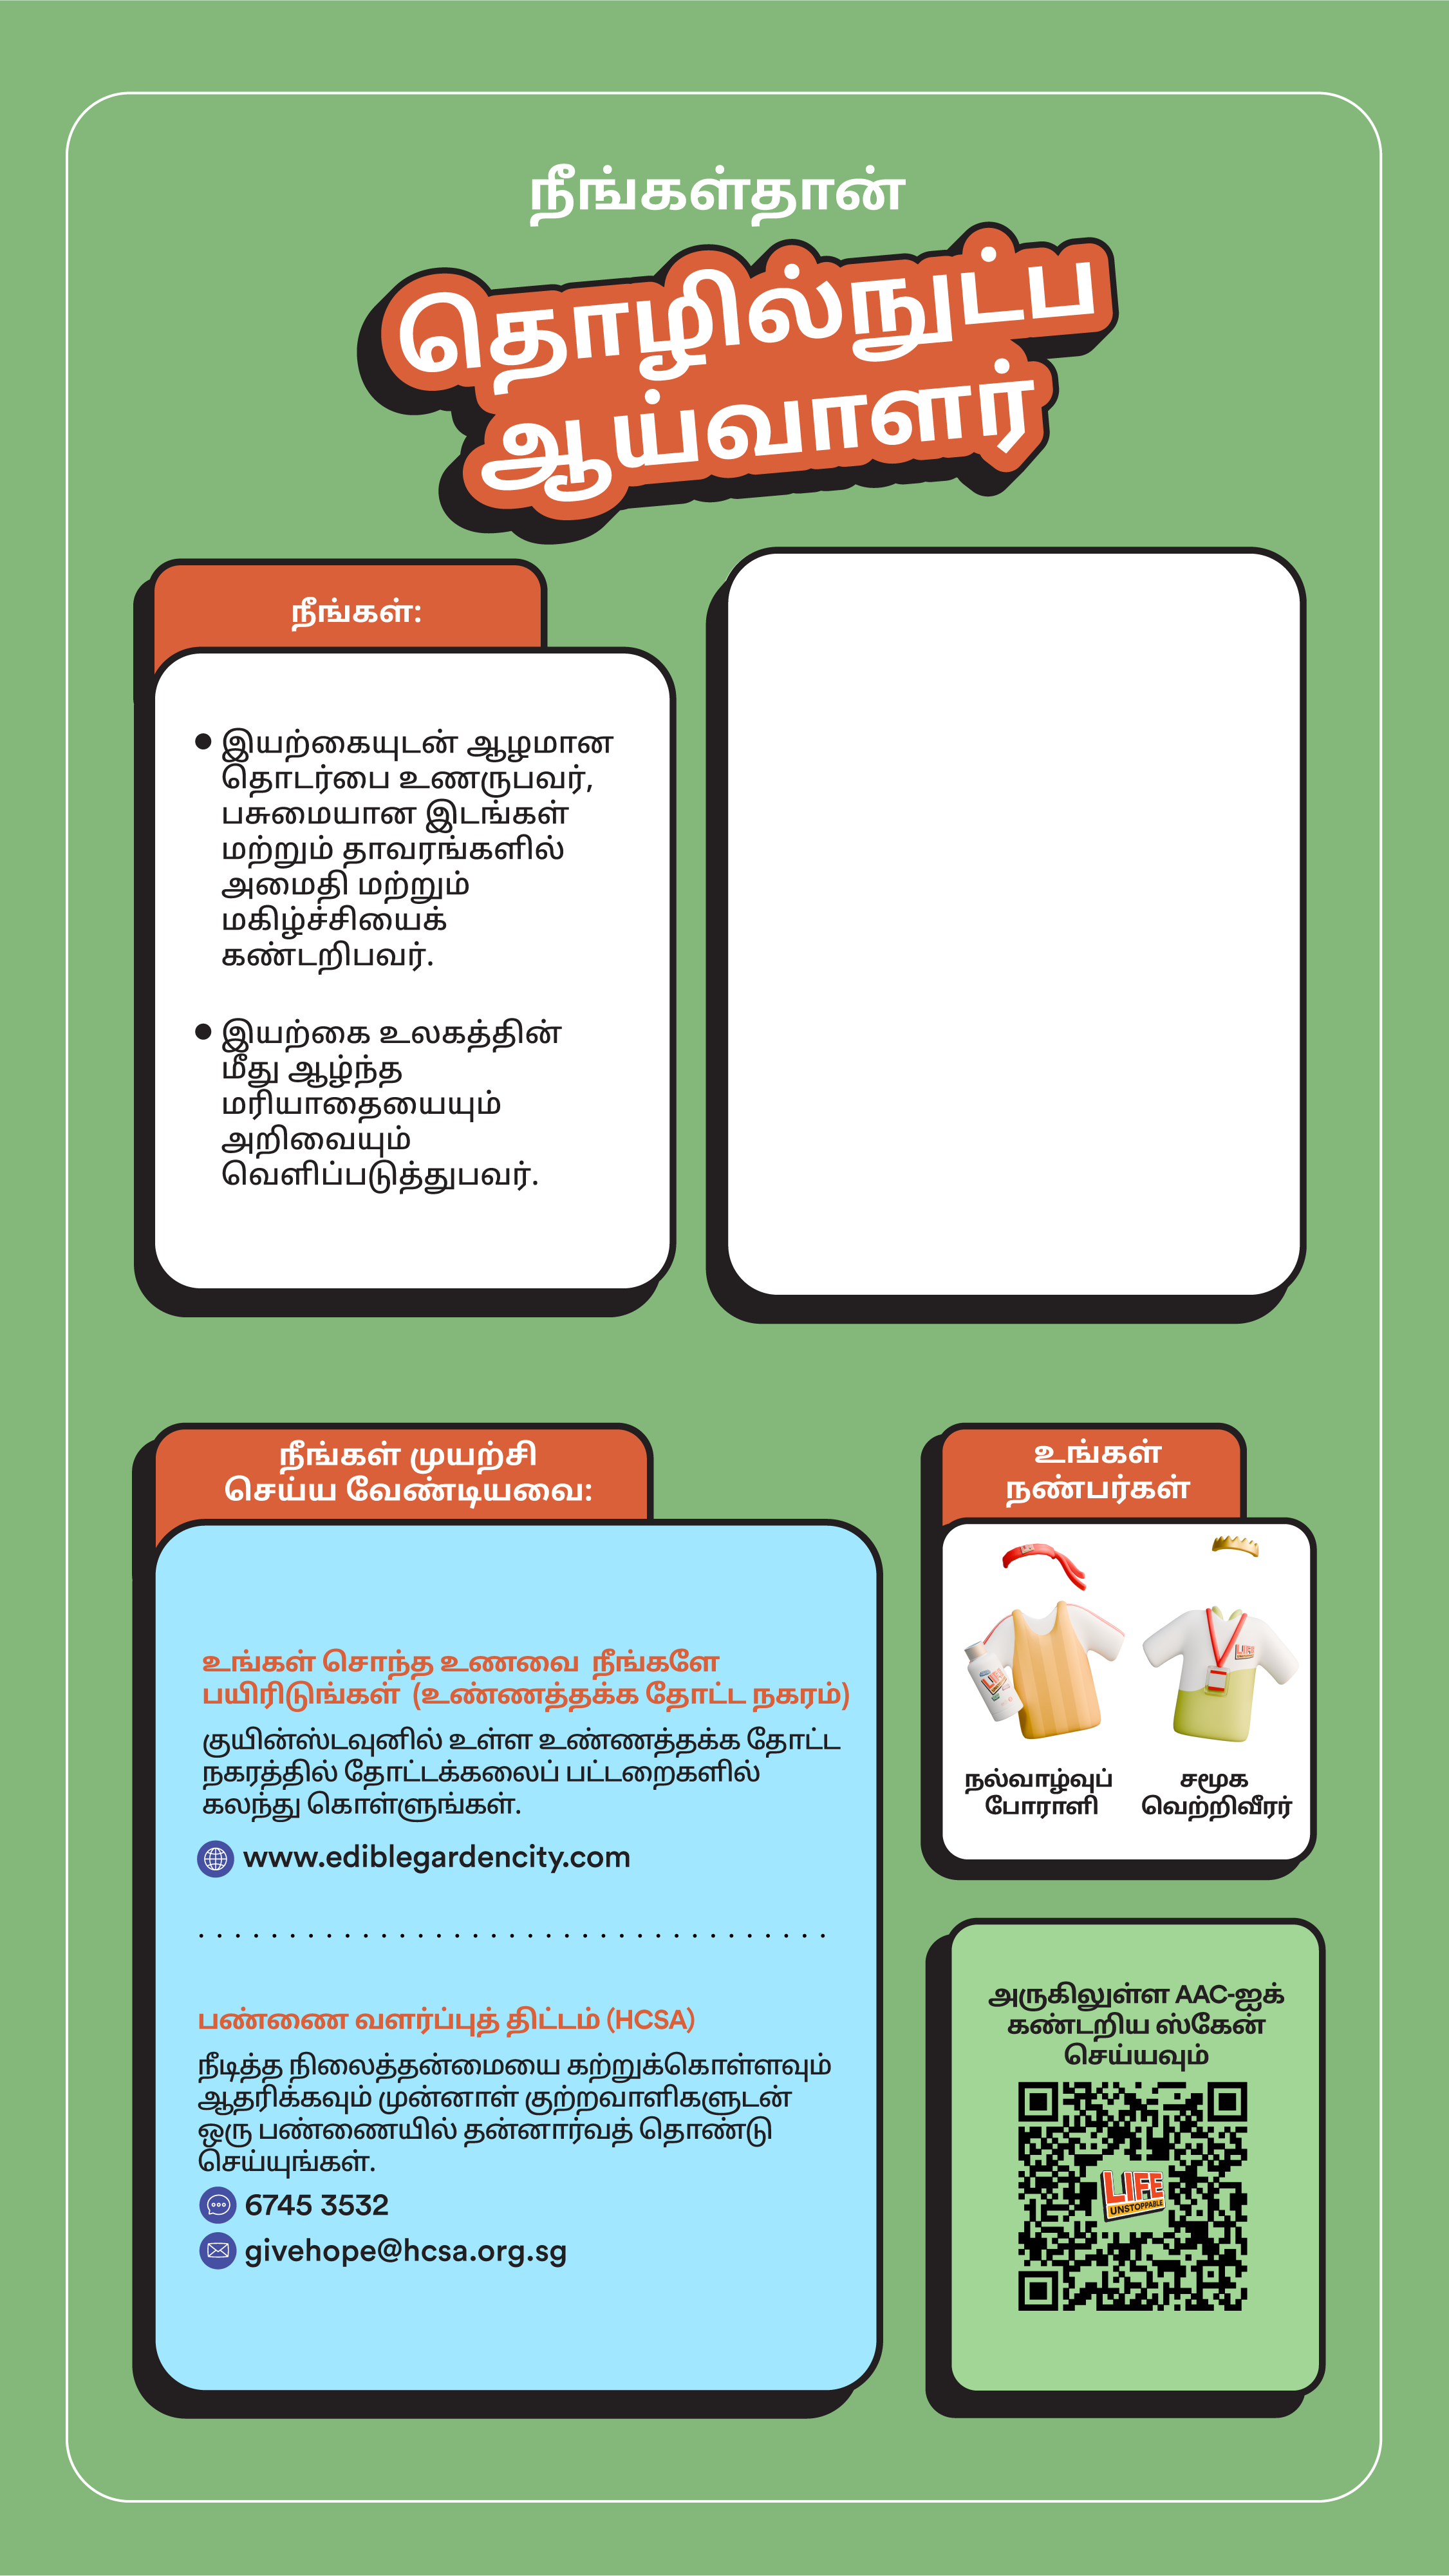 நீங்கள்தான்
தொழில்நுட்ப
ஆய்வாளர்
நீங்கள்:
● இயற்கையுடன் ஆழமான
தொடர்பை உணருபவர்,
பசுமையான இடங்கள்
மற்றும் தாவரங்களில்
அமைதி மற்றும்
மகிழ்ச்சியைக்
கண்டறிபவர்.
● இயற்கை உலகத்தின்
மீது ஆழ்ந்த
மரியாதையையும்
அறிவையும்
வெளிப்படுத்துபவர்.
நீங்கள் முயற்சி
செய்ய வேண்டியவை:
உங்கள் சொந்த உணவை நீங்களே
பயிரிடுங்கள் (உண்ணத்தக்க தோட்ட நகரம்)
குயின்ஸ்டவுனில் உள்ள உண்ணத்தக்க தோட்ட
நகரத்தில் தோட்டக்கலைப் பட்டறைகளில்
கலந்து கொள்ளுங்கள்.
www.ediblegardencity.com
பண்ணை வளர்ப்புத் திட்டம் (HCSA)
நீடித்த நிலைத்தன்மையை கற்றுக்கொள்ளவும்
ஆதரிக்கவும் முன்னாள் குற்றவாளிகளுடன்
ஒரு பண்ணையில் தன்னார்வத் தொண்டு
செய்யுங்கள்.
6745 3532
givehope@hcsa.org.sg
உங்கள்
நண்பர்கள்
LIFE
LIFE
நல்வாழ்வுப்
போராளி
சமூக
வெற்றிவீரர்
அருகிலுள்ள AAC-ஐக்
கண்டறிய ஸ்கேன்
செய்யவும்
LIFE
UNSTOPPABLE